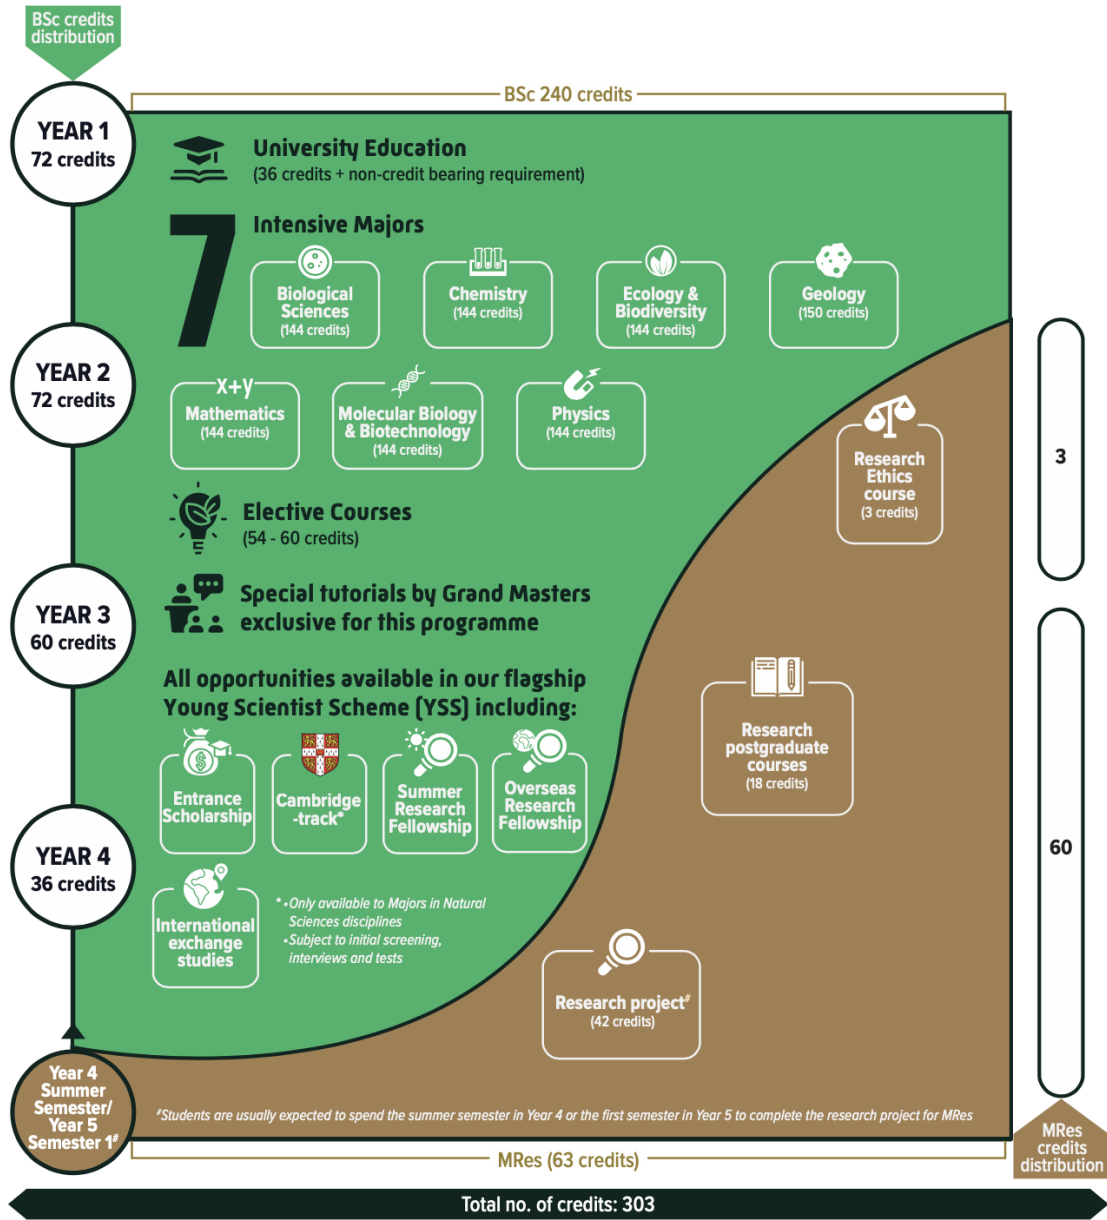 BSc credits
distribution
BSc 240 credits
YEAR 1
72 credits
University Education
(36 credits + non-credit bearing requirement)
7
Intensive Majors
Biological
Sciences
(144 credits)
Chemistry
(144 credits)
Ecology &
Biodiversity
(144 credits)
Geology
(150 credits)
YEAR 2
72 credits
x+y
Mathematics
(144 credits)
Molecular Biology
& Biotechnology
(144 credits)
Physics
(144 credits)
Research
Ethics
course
(3 credits)
3
Elective Courses
(54 - 60 credits)
YEAR 3
60 credits
Special tutorials by Grand Masters
exclusive for this programme
All opportunities available in our flagship
Young Scientist Scheme (YSS) including:
Research
postgraduate
courses
(18 credits)
Entrance
Scholarship
Cambridge
-track*
Summer
Research
Fellowship
Overseas
Research
Fellowship
YEAR 4
36 credits
60
International
exchange
studies
* •Only available to Majors in Natural
Sciences disciplines
•Subject to initial screening,
interviews and tests
Research project#
(42 credits)
Year 4
Summer
Semester/
Year 5
Semester 1#
#Students are usually expected to spend the summer semester in Year 4 or the first semester in Year 5 to complete the research project for MRes
MRes
credits
distribution
MRes (63 credits)
Total no. of credits: 303